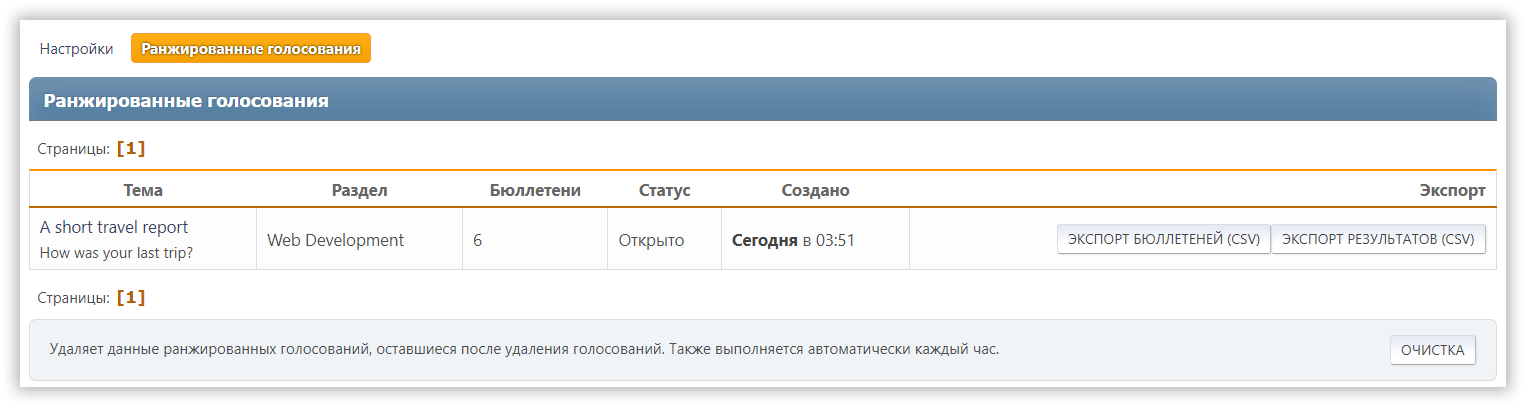 Настройки Ранжированные голосования
Ранжированные голосования
Страницы: [1]
Тема Раздел Бюллетени Статус Создано Экспорт
A short travel report
How was your last trip?
Web Development 6 Открыто Сегодня в 03:51 ЭКСПОРТ БЮЛЛЕТЕНЕЙ (CSV) ЭКСПОРТ РЕЗУЛЬТАТОВ (CSV)
Страницы: [1]
Удаляет данные ранжированных голосований, оставшиеся после удаления голосований. Также выполняется автоматически каждый час. ОЧИСТКА